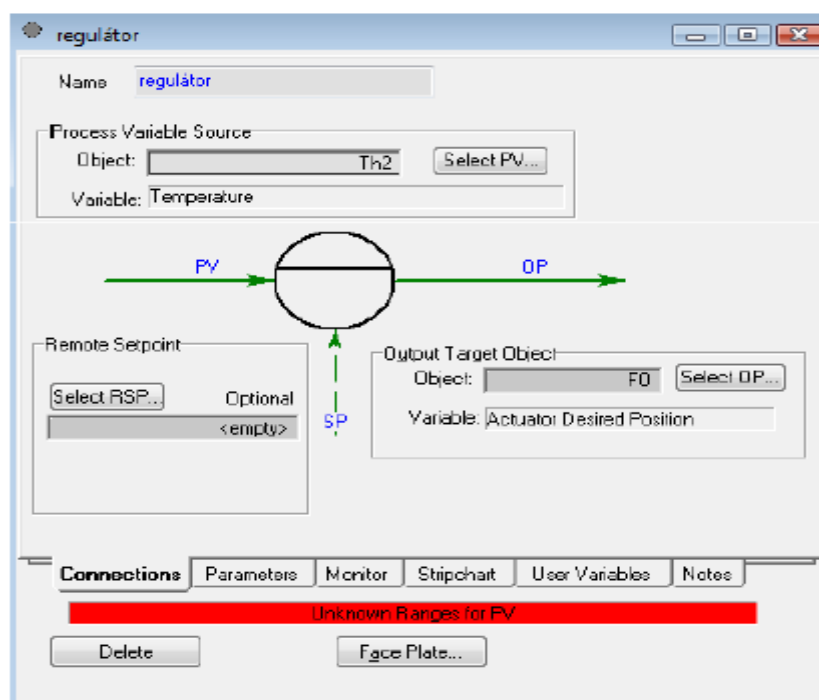 regulátor
Name regulátor
Process Variable Source
Object: Th2 Select PV...
Variable: Temperature
PV OP
Remote Setpoint
Select RSP... Optional
<empty>
SP
Output Target Object
Object: F0 Select OP...
Variable: Actuator Desired Position
Connections Parameters Monitor Stripchart User Variables Notes
Unknown Ranges for PV
Delete Face Plate...